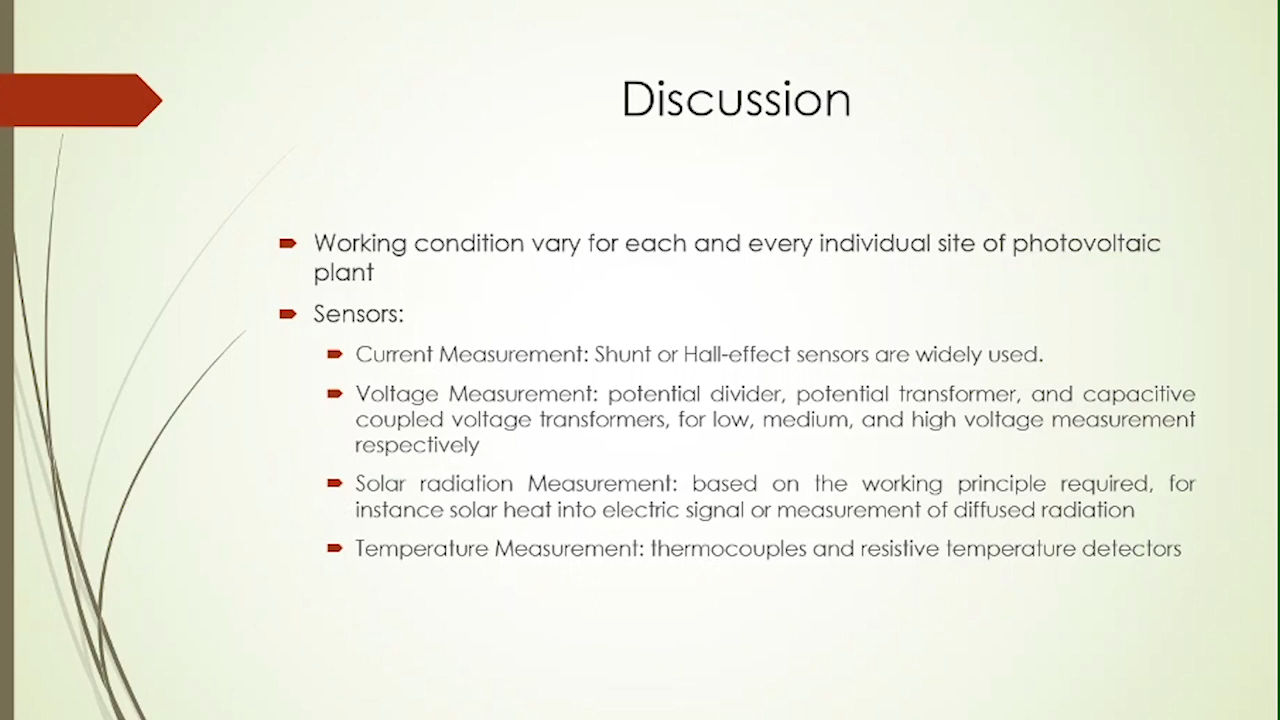 Discussion
Working condition vary for each and every individual site of photovoltaic
plant
Sensors:
Current Measurement: Shunt or Hall-effect sensors are widely used.
Voltage Measurement: potential divider, potential transformer, and capacitive
coupled voltage transformers, for low, medium, and high voltage measurement
respectively
Solar radiation Measurement: based on the working principle required, for
instance solar heat into electric signal or measurement of diffused radiation
Temperature Measurement: thermocouples and resistive temperature detectors